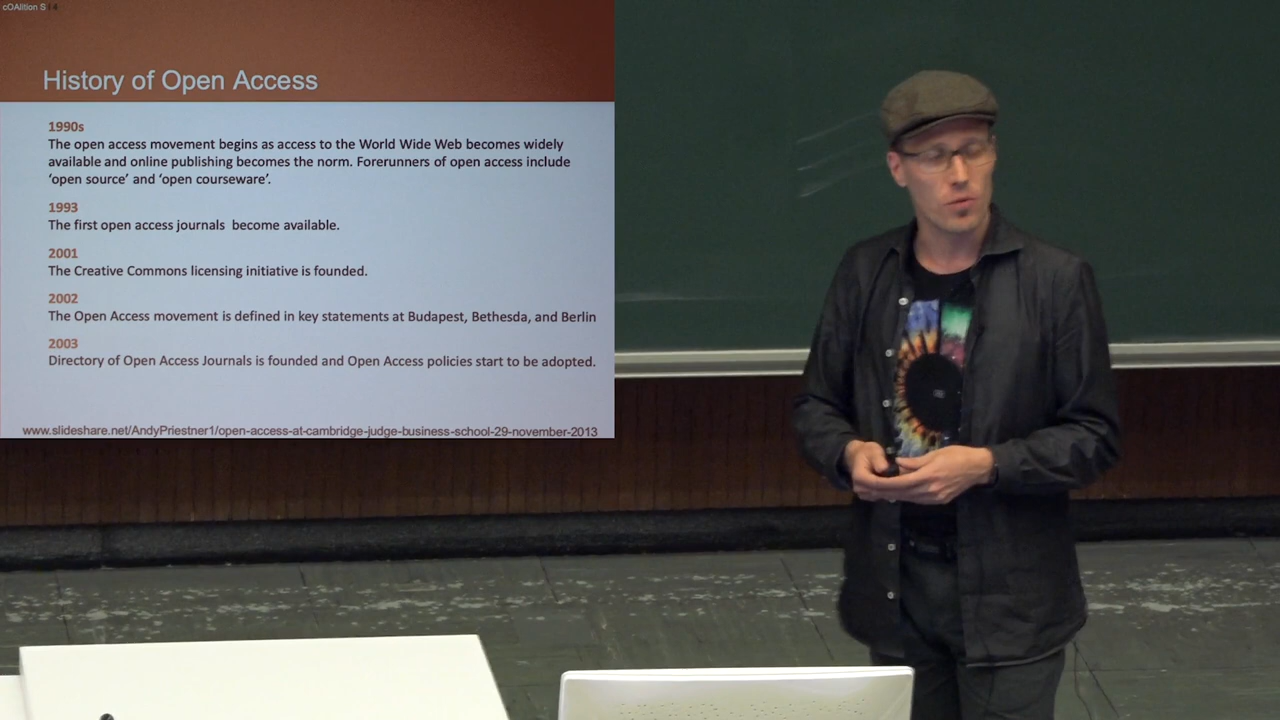 cOAlition S | 4
History of Open Access
1990s
The open access movement begins as access to the World Wide Web becomes widely
available and online publishing becomes the norm. Forerunners of open access include
‘open source’ and ‘open courseware’.
1993
The first open access journals  become available.
2001
The Creative Commons licensing initiative is founded.
2002
The Open Access movement is defined in key statements at Budapest, Bethesda, and Berlin
2003
Directory of Open Access Journals is founded and Open Access policies start to be adopted.
www.slideshare.net/AndyPriestner1/open-access-at-cambridge-judge-business-school-29-november-2013